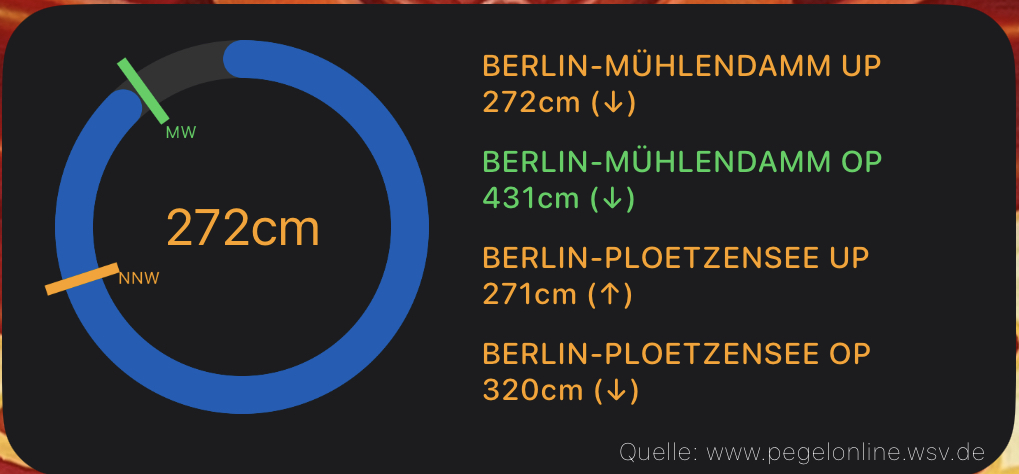 MW
272cm
NNW
BERLIN-MÜHLENDAMM UP
272cm (↓)
BERLIN-MÜHLENDAMM OP
431cm (↓)
BERLIN-PLOETZENSEE UP
271cm (↑)
BERLIN-PLOETZENSEE OP
320cm (↓)
Quelle: www.pegelonline.wsv.de